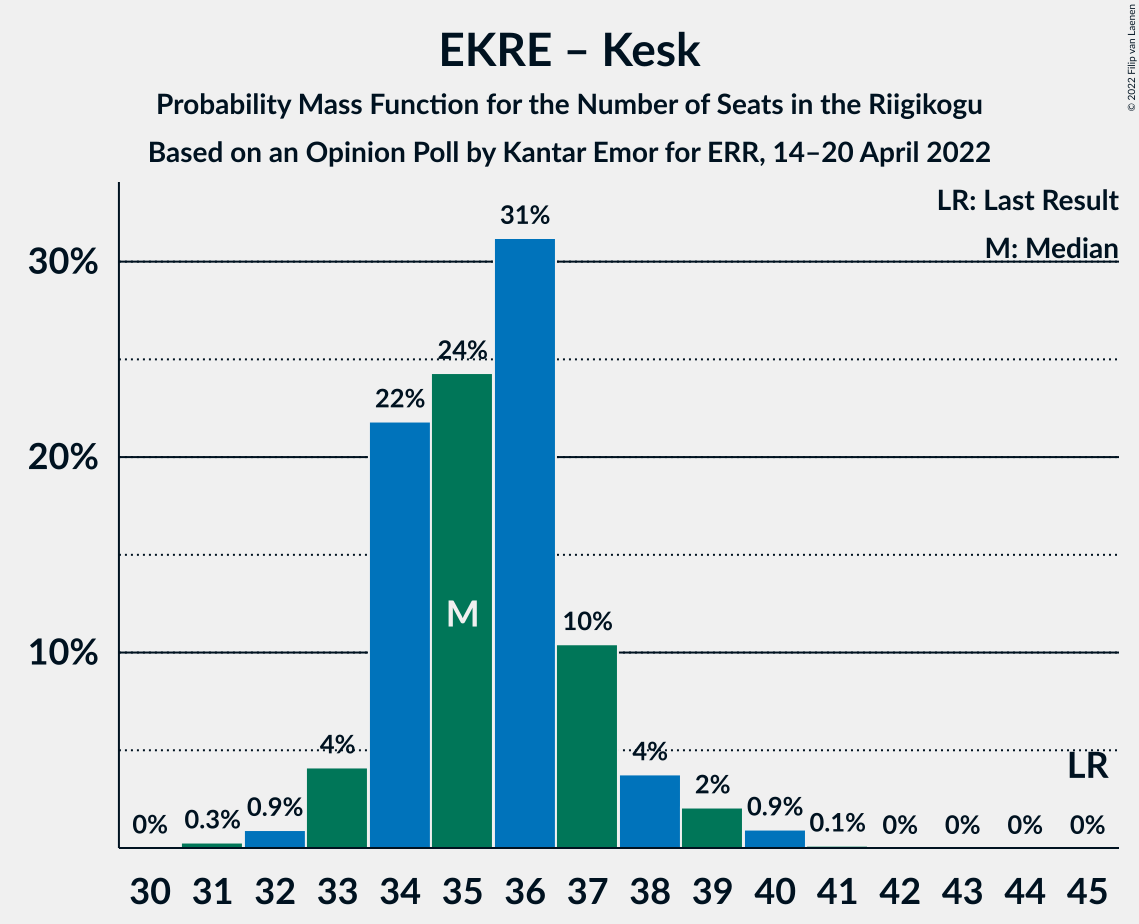 © 2022 Filip van Laenen
EKRE – Kesk
Probability Mass Function for the Number of Seats in the Riigikogu
Based on an Opinion Poll by Kantar Emor for ERR, 14–20 April 2022
LR: Last Result
M: Median
31%
30%
24%
22%
20%
M
10%
10%
4%
4%
LR
2%
0% 0.3% 0.9% 0.9% 0.1% 0% 0% 0% 0%
30 31 32 33 34 35 36 37 38 39 40 41 42 43 44 45